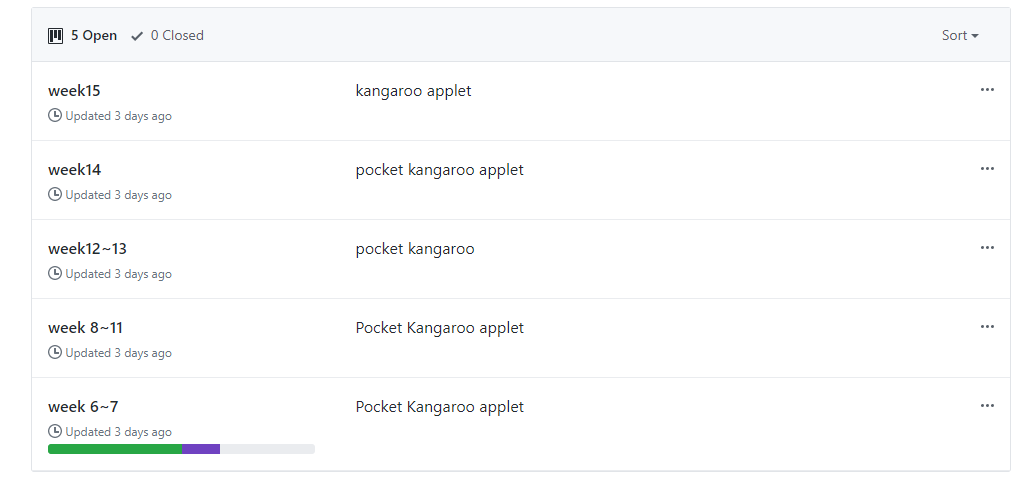 5 Open 0 Closed Sort
week15 kangaroo applet
Updated 3 days ago
week14 pocket kangaroo applet
Updated 3 days ago
week12~13 pocket kangaroo
Updated 3 days ago
week 8~11 Pocket Kangaroo applet
Updated 3 days ago
week 6~7 Pocket Kangaroo applet
Updated 3 days ago